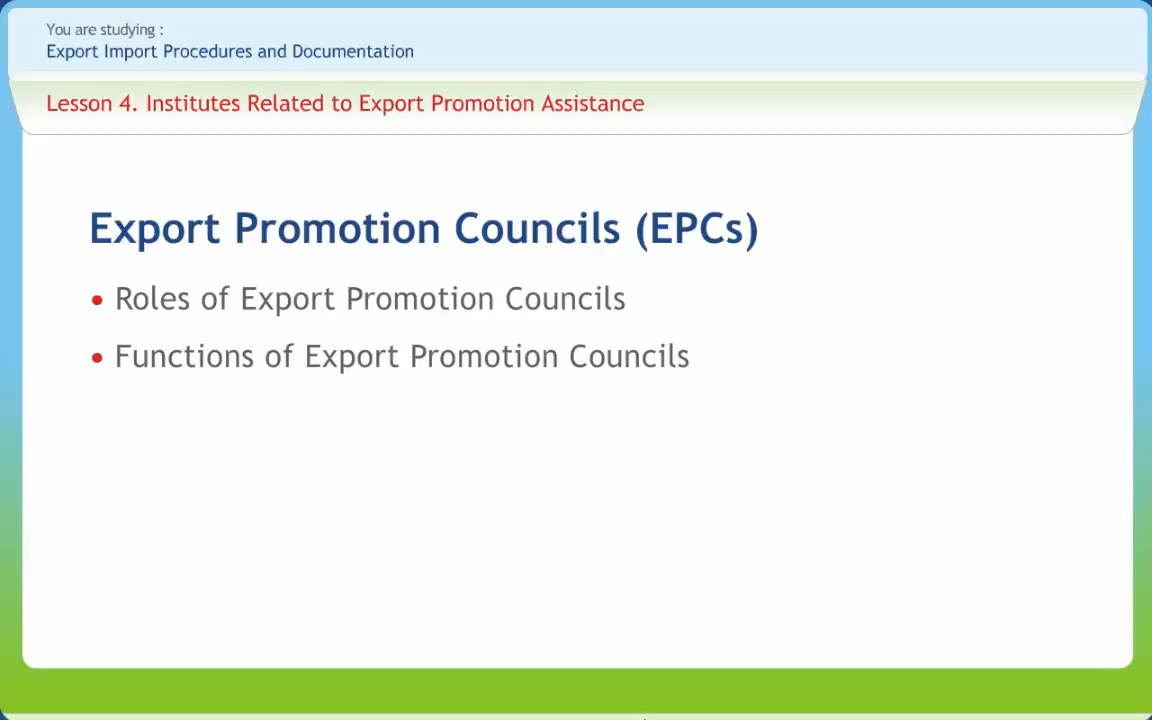 You are studying :
Export Import Procedures and Documentation
Lesson 4. Institutes Related to Export Promotion Assistance
Export Promotion Councils (EPCs)
• Roles of Export Promotion Councils
• Functions of Export Promotion Councils